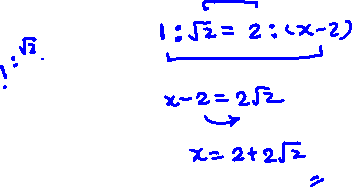 1 : √2 = 2 : (x-2)
1 : √2
x-2 = 2√2
x = 2+2√2